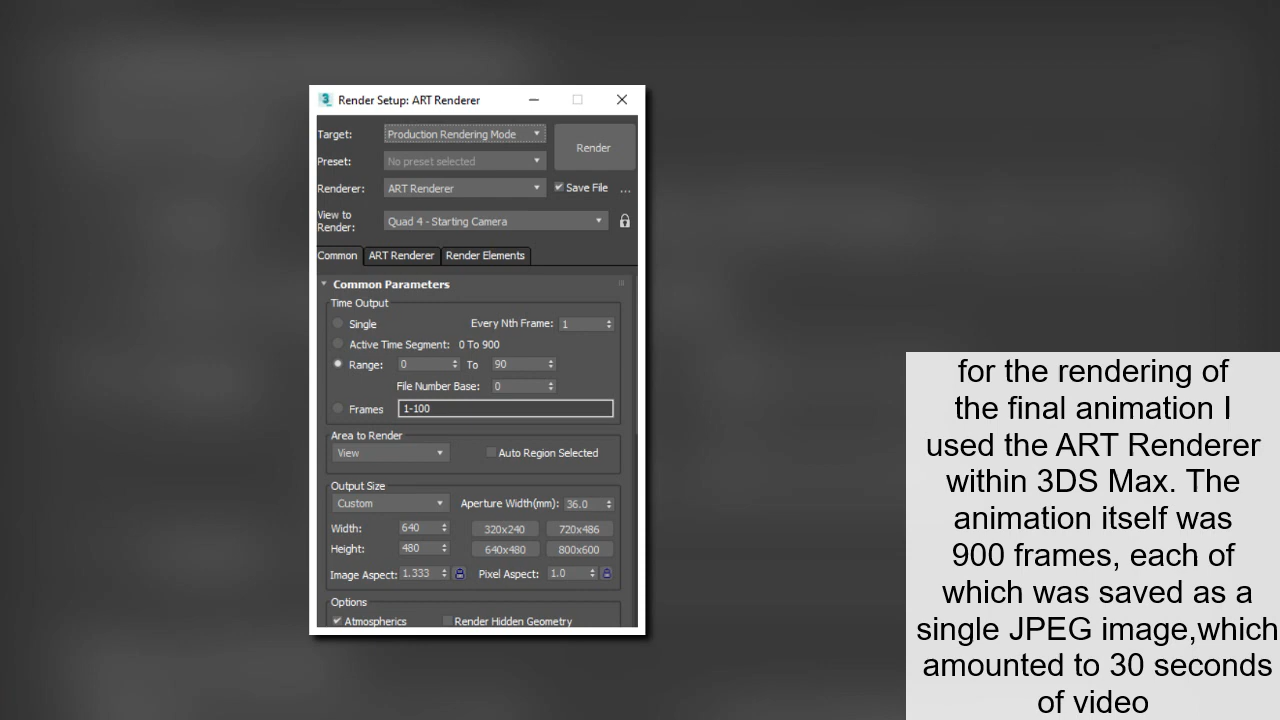 Render Setup: ART Renderer
Target: Production Rendering Mode
Render
Preset: No preset selected
Renderer: ART Renderer
Save File ...
View to
Render: Quad 4 - Starting Camera
Common ART Renderer Render Elements
Common Parameters
Time Output
Single Every Nth Frame: 1
Active Time Segment: 0 To 900
Range: 0 To 90
File Number Base: 0
Frames 1-100
Area to Render
View Auto Region Selected
Output Size
Custom Aperture Width(mm): 36.0
Width: 640 320x240 720x486
Height: 480 640x480 800x600
Image Aspect: 1.333 Pixel Aspect: 1.0
Options
Atmospherics Render Hidden Geometry
for the rendering of
the final animation I
used the ART Renderer
within 3DS Max. The
animation itself was
900 frames, each of
which was saved as a
single JPEG image,which
amounted to 30 seconds
of video